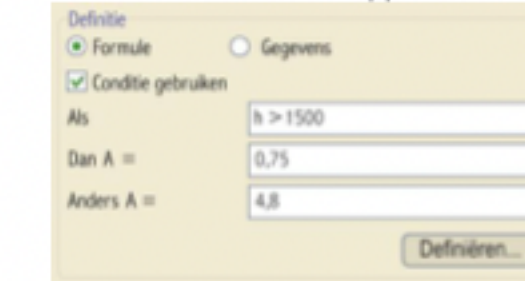 Definitie
Formule Gegevens
Conditie gebruiken
Als h > 1500
Dan A = 0,75
Anders A = 4,8
Definiëren...